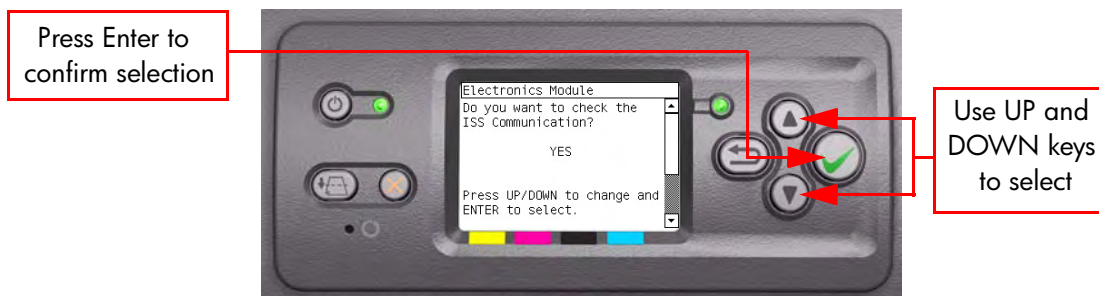 Press Enter to
confirm selection
Electronics Module
Do you want to check the
ISS Communication?
YES
Press UP/DOWN to change and
ENTER to select.
Use UP and
DOWN keys
to select